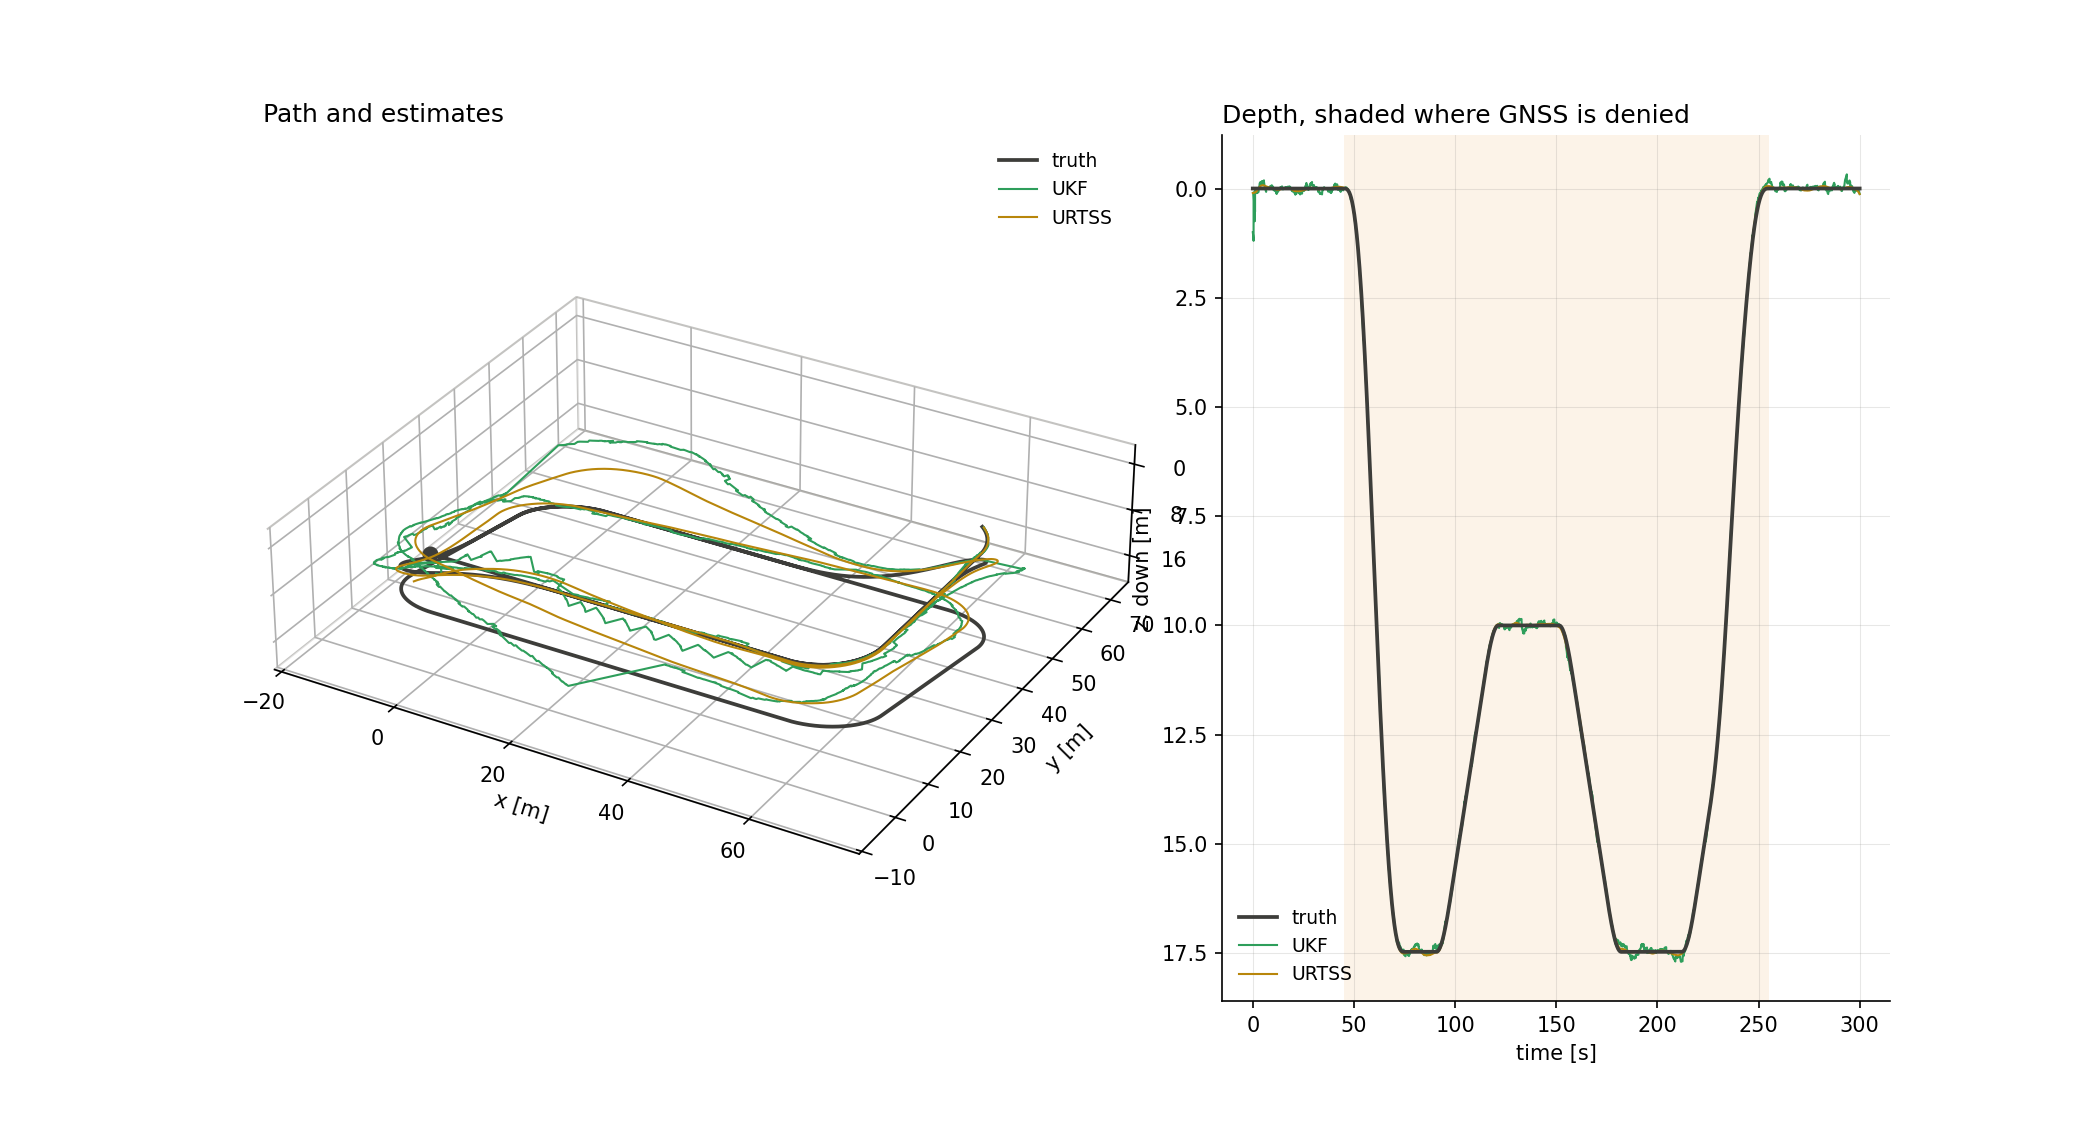 Path and estimates
truth
UKF
URTSS
0
8
16
z down [m]
70
60
50
40
30
20
10
0
−10
y [m]
−20
0
20
40
60
x [m]
Depth, shaded where GNSS is denied
0.0
2.5
5.0
7.5
10.0
12.5
15.0
17.5
truth
UKF
URTSS
0 50 100 150 200 250 300
time [s]